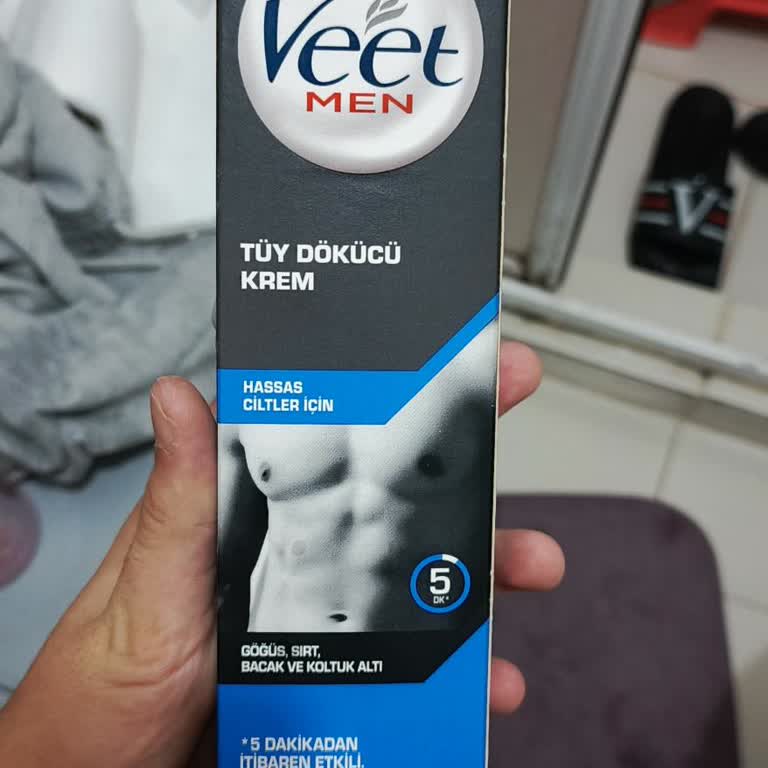 Veet
MEN
TÜY DÖKÜCÜ
KREM
HASSAS
CİLTLER İÇİN
5
DK*
GÖĞÜS, SIRT,
BACAK VE KOLTUK ALTI
*5 DAKİKADAN
İTİBAREN ETKİLİ.
V